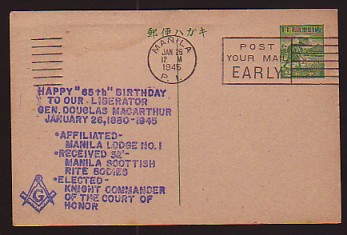 郵便ハガキ
MANILA
JAN 26
12 M
1945
P.I.
POST
YOUR MAIL
EARLY
HAPPY "65th" BIRTHDAY
TO OUR LIBERATOR
GEN. DOUGLAS MACARTHUR
JANUARY 26, 1880-1945
•AFFILIATED-
MANILA LODGE NO. 1
•RECEIVED 32°-
MANILA SCOTTISH
RITE BODIES
•ELECTED-
KNIGHT COMMANDER
OF THE COURT OF
HONOR
G